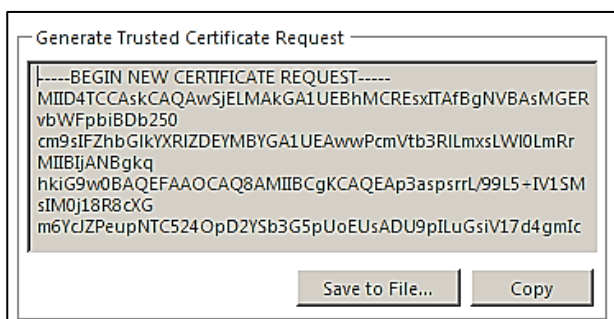 Generate Trusted Certificate Request
-----BEGIN NEW CERTIFICATE REQUEST-----
MIID4TCCAskCAQAwSjELMAkGA1UEBhMCREsxITAfBgNVBAsMGER
vbWFpbiBDb250
cm9sIFZhbGlkYXRlZDEYMBYGA1UEAwwPcmVtb3RlLmxsLWl0LmRr
MIIBIjANBgkq
hkiG9w0BAQEFAAOCAQ8AMIIBCgKCAQEAp3aspsrrL/99L5+IV1SM
sIM0j18R8cXG
m6YcJZPeupNTC524OpD2YSb3G5pUoEUsADU9pILuGsiV17d4gmIc
Save to File...
Copy